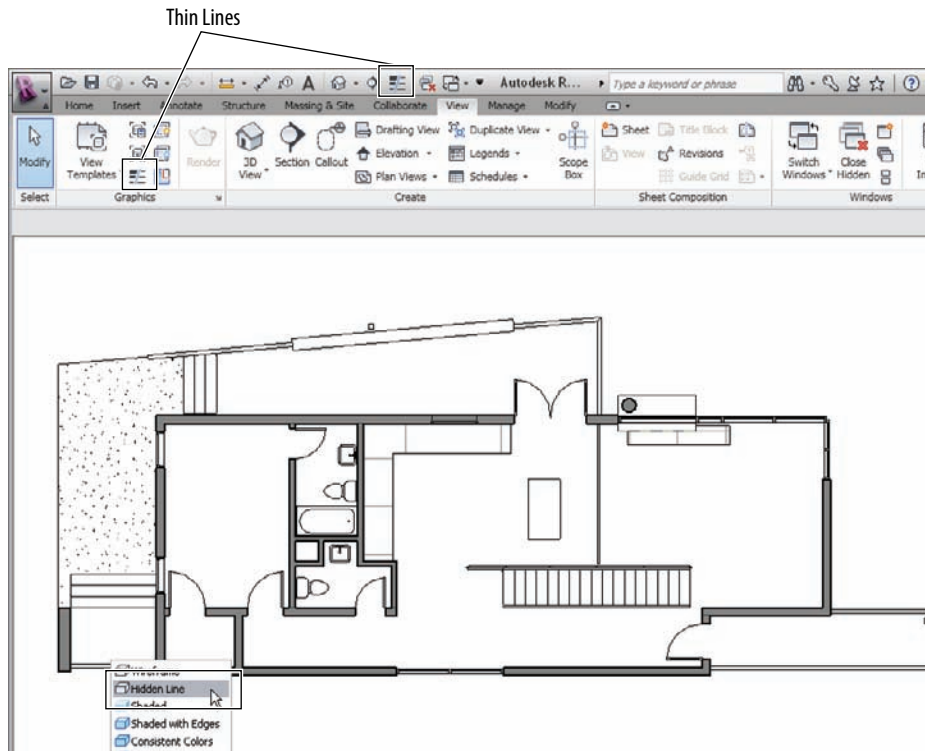 Thin Lines
Autodesk R...
Type a keyword or phrase
Home Insert Annotate Structure Massing & Site Collaborate View Manage Modify
Modify
View Templates
Render
3D View
Section
Callout
Drafting View
Elevation
Plan Views
Duplicate View
Legends
Schedules
Scope Box
Sheet
View
Title Block
Revisions
Guide Grid
Switch Windows
Close Hidden
Select
Graphics
Create
Sheet Composition
Windows
Hidden Line
Shaded
Shaded with Edges
Consistent Colors